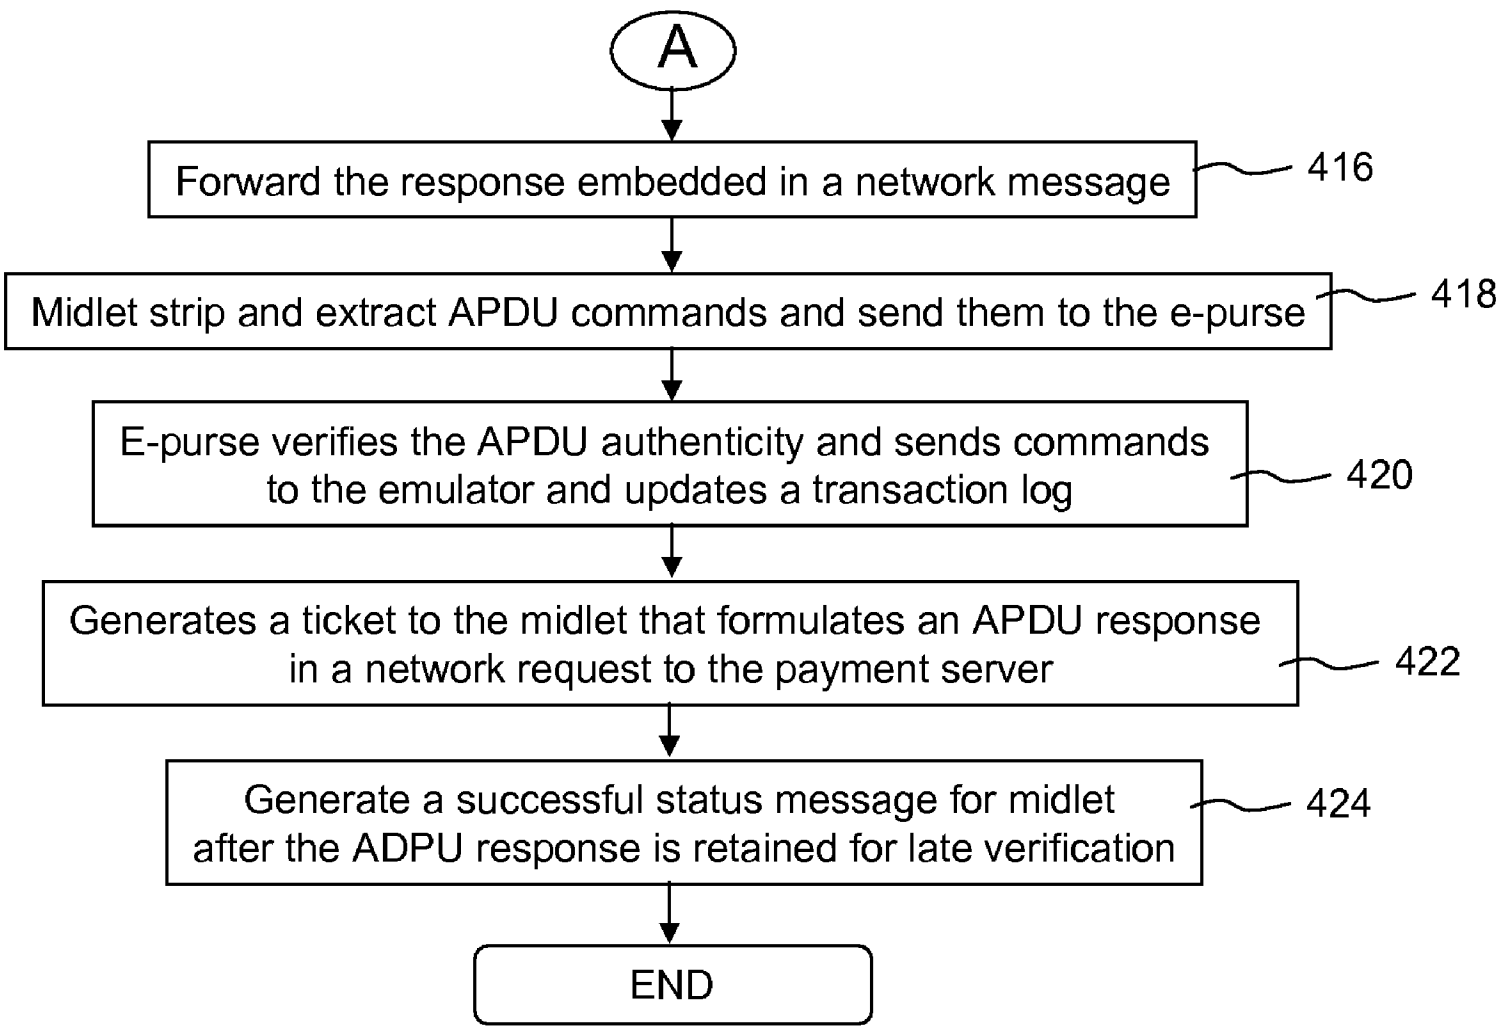 A
Forward the response embedded in a network message
416
Midlet strip and extract APDU commands and send them to the e-purse
418
E-purse verifies the APDU authenticity and sends commands
to the emulator and updates a transaction log
420
Generates a ticket to the midlet that formulates an APDU response
in a network request to the payment server
422
Generate a successful status message for midlet
after the ADPU response is retained for late verification
424
END